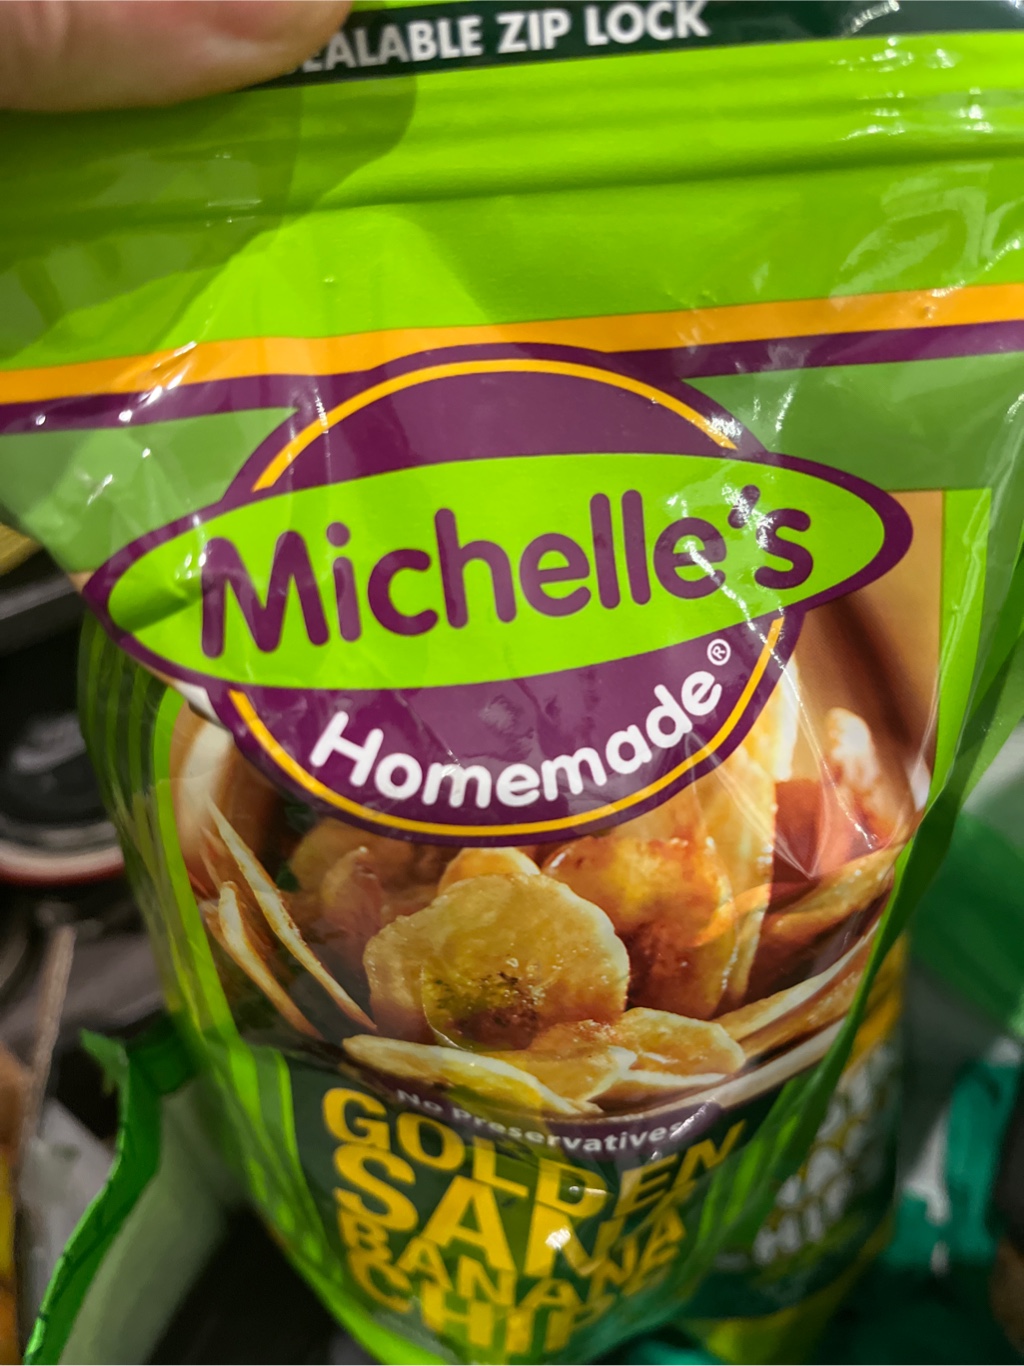 EALABLE ZIP LOCK
Michelle's
Homemade®
No Preservatives
GOLDEN
SABA
BANANA
CHIPS